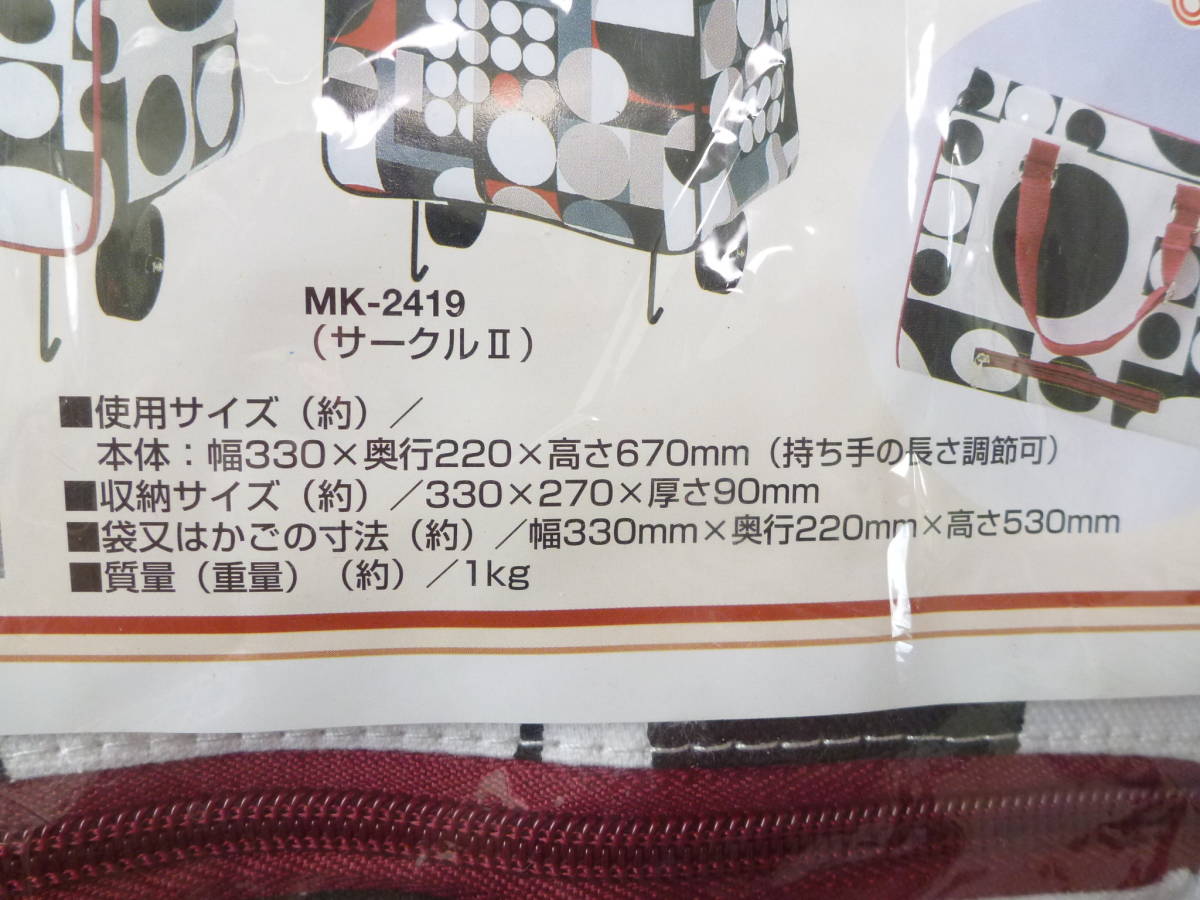 MK-2419
（サークルⅡ）
■使用サイズ（約）／
本体：幅330×奥行220×高さ670mm（持ち手の長さ調節可）
■収納サイズ（約）／330×270×厚さ90mm
■袋又はかごの寸法（約）／幅330mm×奥行220mm×高さ530mm
■質量（重量）（約）／1kg